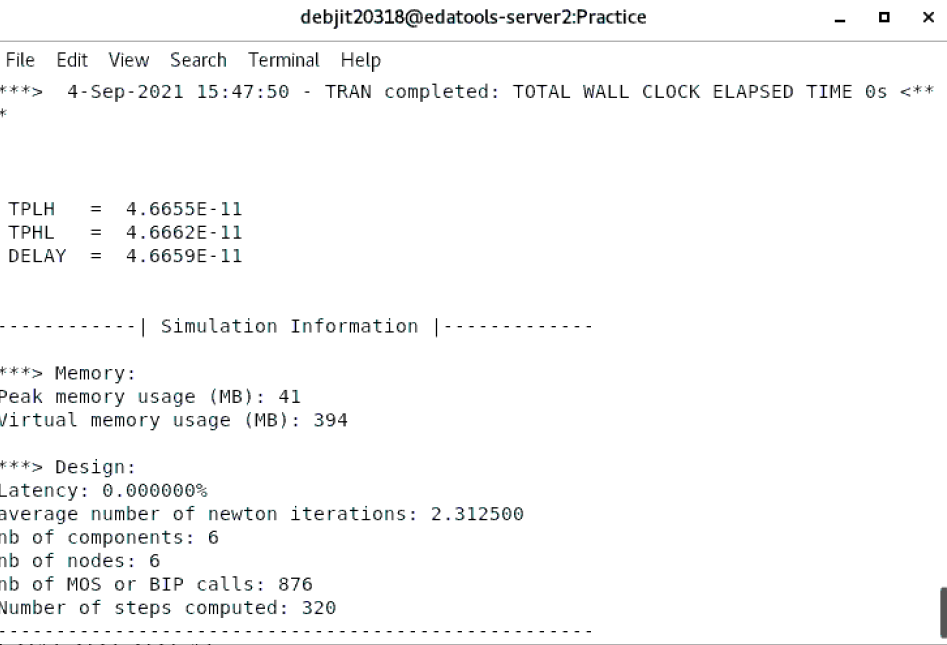 debjit20318@edatools-server2:Practice
File Edit View Search Terminal Help
***>  4-Sep-2021 15:47:50 - TRAN completed: TOTAL WALL CLOCK ELAPSED TIME 0s <**
*
TPLH   =  4.6655E-11
TPHL   =  4.6662E-11
DELAY  =  4.6659E-11
------------| Simulation Information |-------------
***> Memory:
Peak memory usage (MB): 41
Virtual memory usage (MB): 394
***> Design:
Latency: 0.000000%
average number of newton iterations: 2.312500
nb of components: 6
nb of nodes: 6
nb of MOS or BIP calls: 876
Number of steps computed: 320
---------------------------------------------------